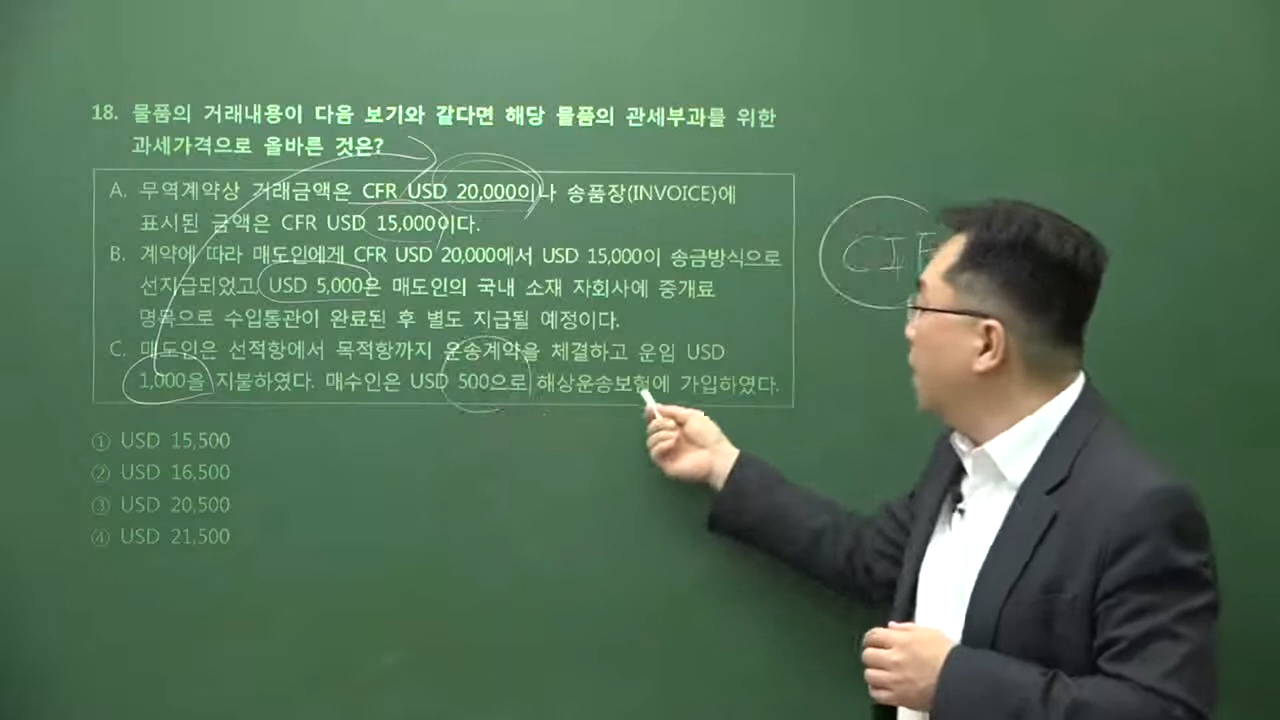 18. 물품의 거래내용이 다음 보기와 같다면 해당 물품의 관세부과를 위한
과세가격으로 올바른 것은?
A. 무역계약상 거래금액은 CFR USD 20,000이나 송품장(INVOICE)에
표시된 금액은 CFR USD 15,000이다.
B. 계약에 따라 매도인에게 CFR USD 20,000에서 USD 15,000이 송금방식으로
선지급되었고 USD 5,000은 매도인의 국내 소재 자회사에 중개료
명목으로 수입통관이 완료된 후 별도 지급될 예정이다.
C. 매도인은 선적항에서 목적항까지 운송계약을 체결하고 운임 USD
1,000을 지불하였다. 매수인은 USD 500으로 해상운송보험에 가입하였다.
① USD 15,500
② USD 16,500
③ USD 20,500
④ USD 21,500
CIF